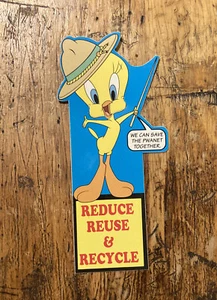 WE CAN SAVE
THE PWANET
TOGETHER.
REDUCE
REUSE
&
RECYCLE